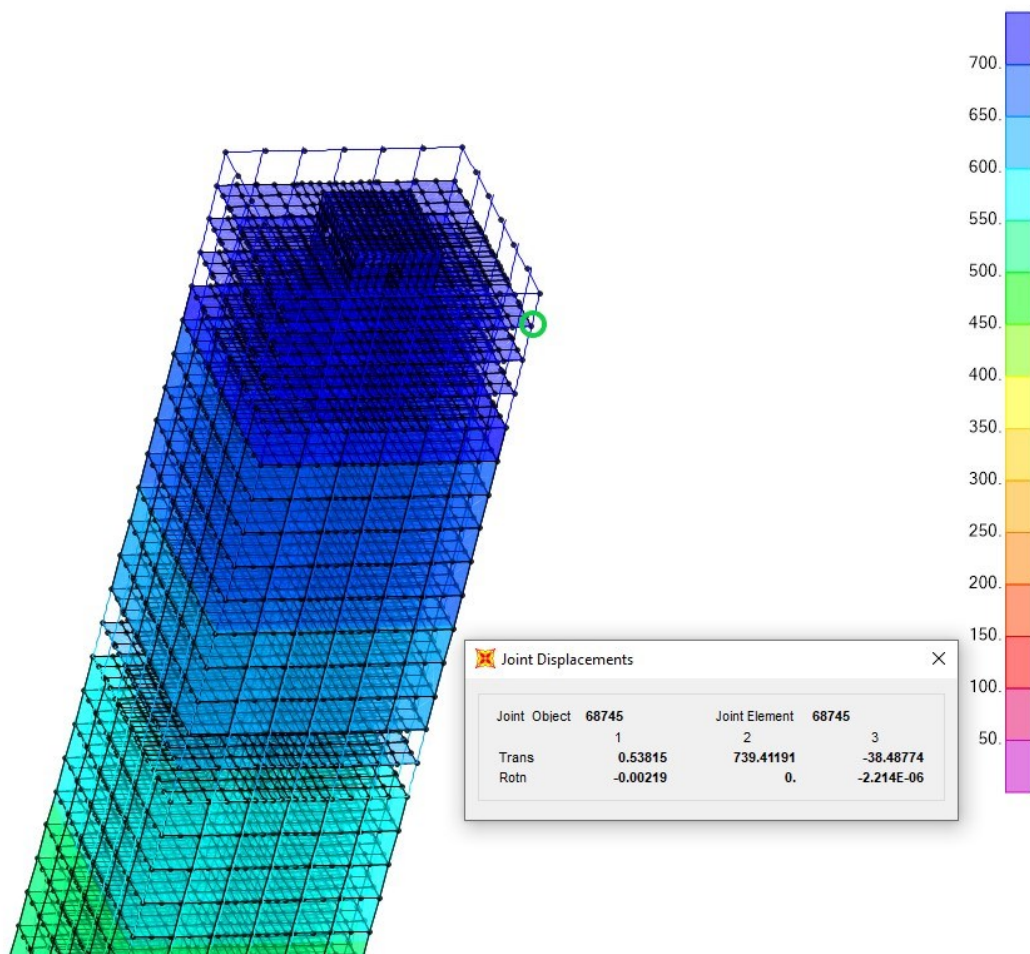 700.
650.
600.
550.
500.
450.
400.
350.
300.
250.
200.
150.
100.
50.
Joint Displacements
Joint Object 68745 Joint Element 68745
1 2 3
Trans 0.53815 739.41191 -38.48774
Rotn -0.00219 0. -2.214E-06